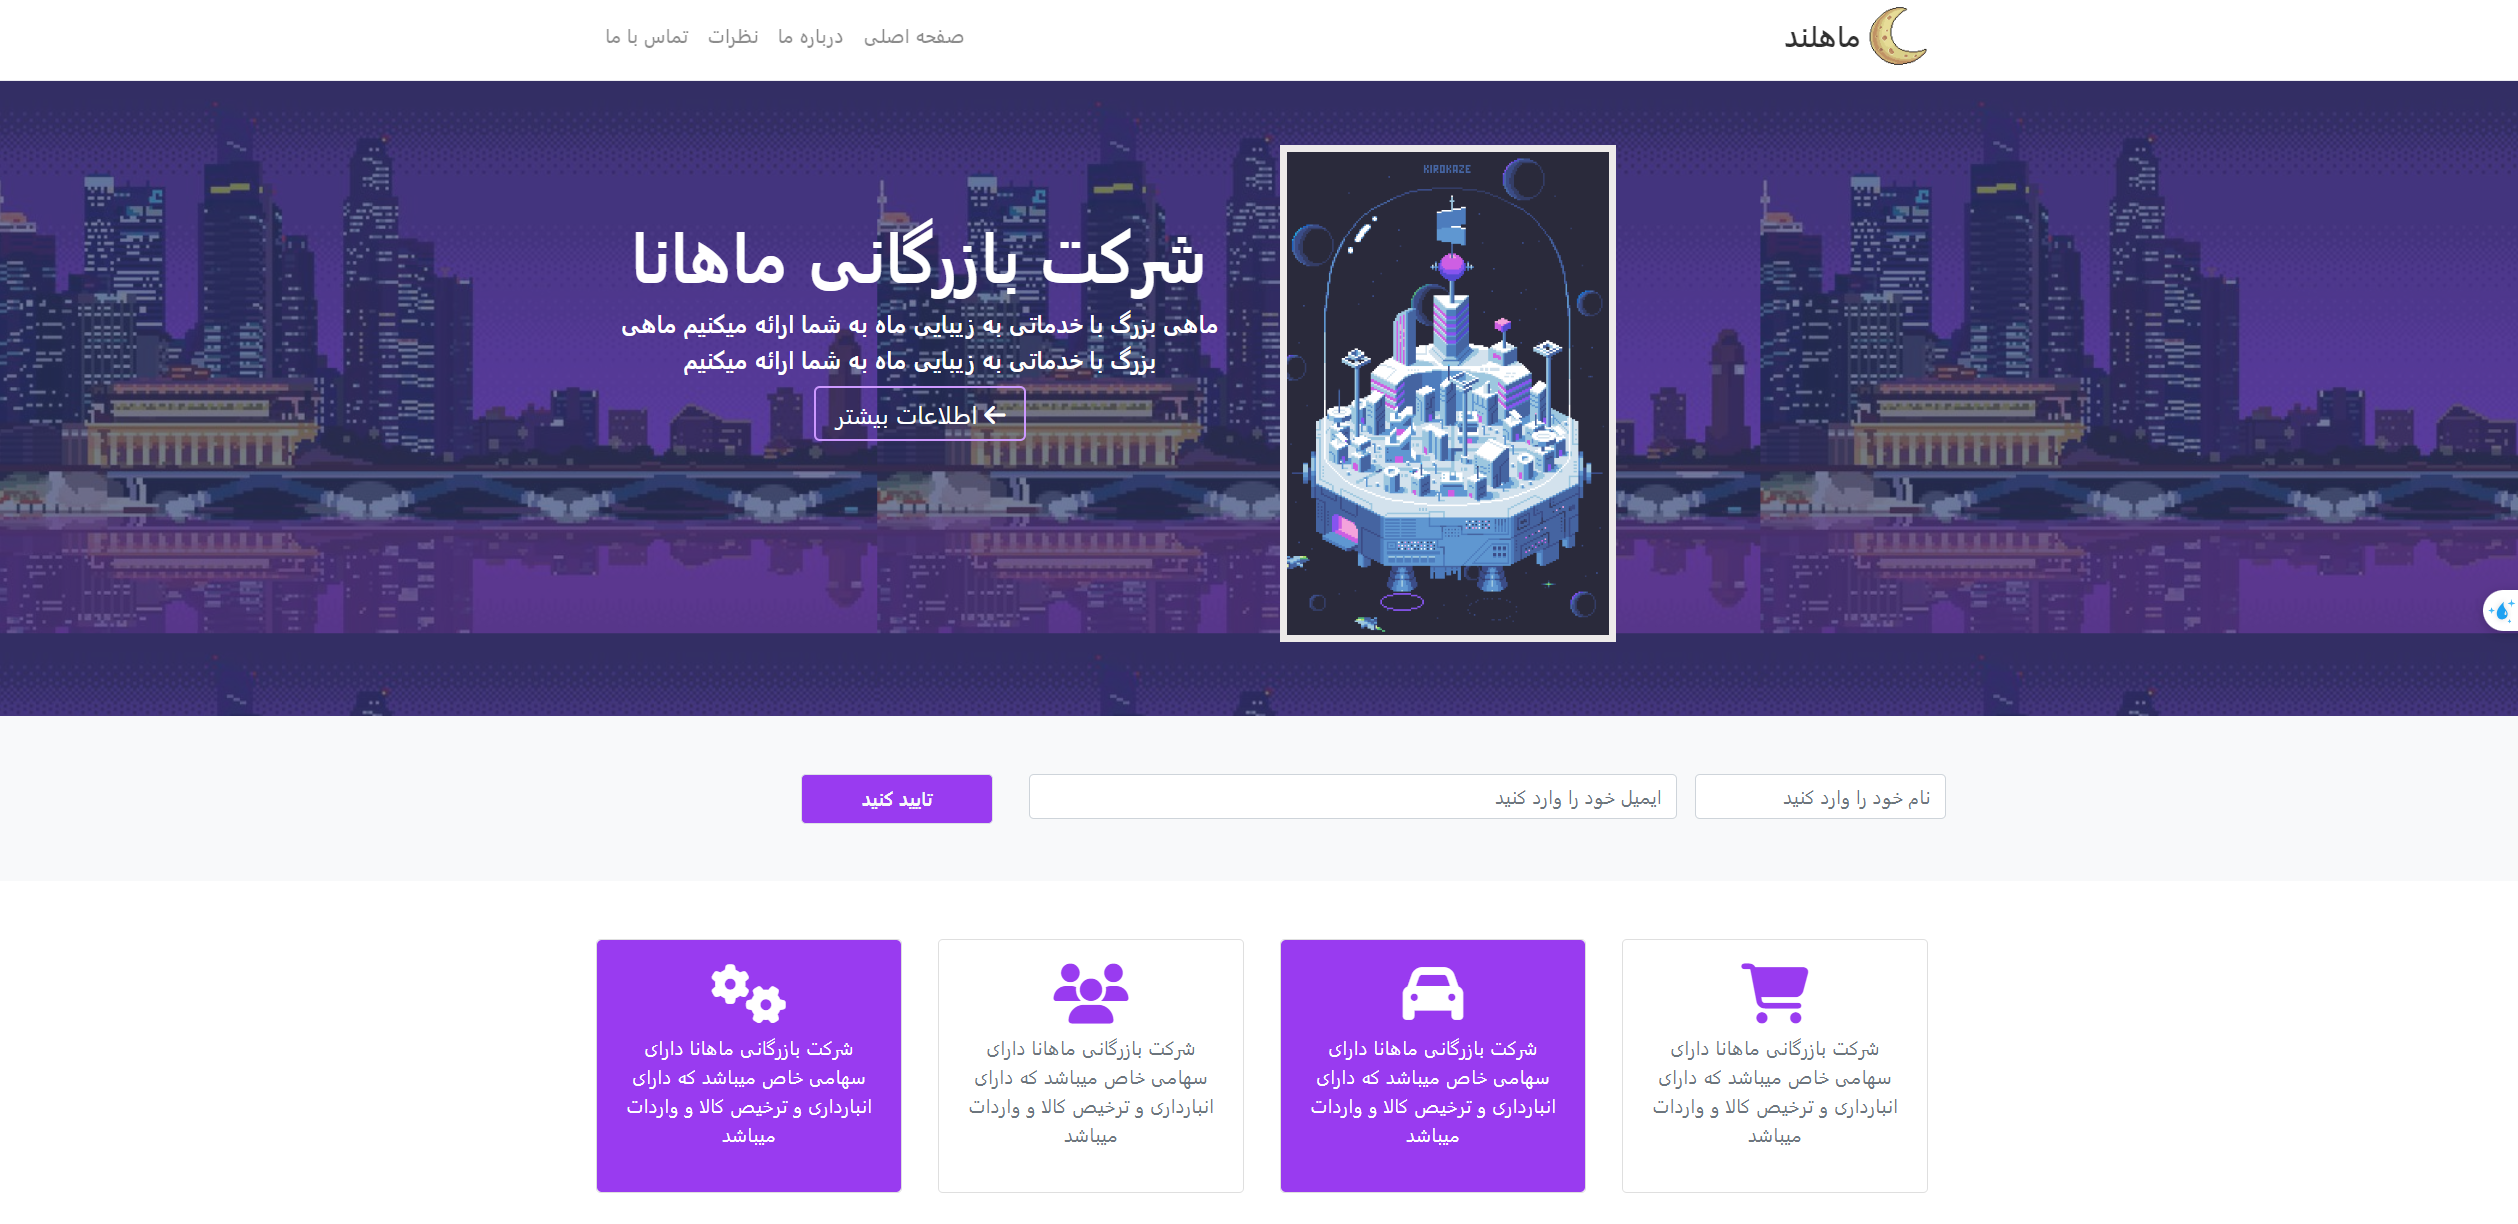 ماهلند
صفحه اصلی
درباره ما
نظرات
تماس با ما
KIROKAZE
شرکت بازرگانی ماهانا
ماهی بزرگ با خدماتی به زیبایی ماه به شما ارائه میکنیم ماهی
بزرگ با خدماتی به زیبایی ماه به شما ارائه میکنیم
اطلاعات بیشتر
نام خود را وارد کنید
ایمیل خود را وارد کنید
تایید کنید
شرکت بازرگانی ماهانا دارای
سهامی خاص میباشد که دارای
انبارداری و ترخیص کالا و واردات
میباشد
شرکت بازرگانی ماهانا دارای
سهامی خاص میباشد که دارای
انبارداری و ترخیص کالا و واردات
میباشد
شرکت بازرگانی ماهانا دارای
سهامی خاص میباشد که دارای
انبارداری و ترخیص کالا و واردات
میباشد
شرکت بازرگانی ماهانا دارای
سهامی خاص میباشد که دارای
انبارداری و ترخیص کالا و واردات
میباشد